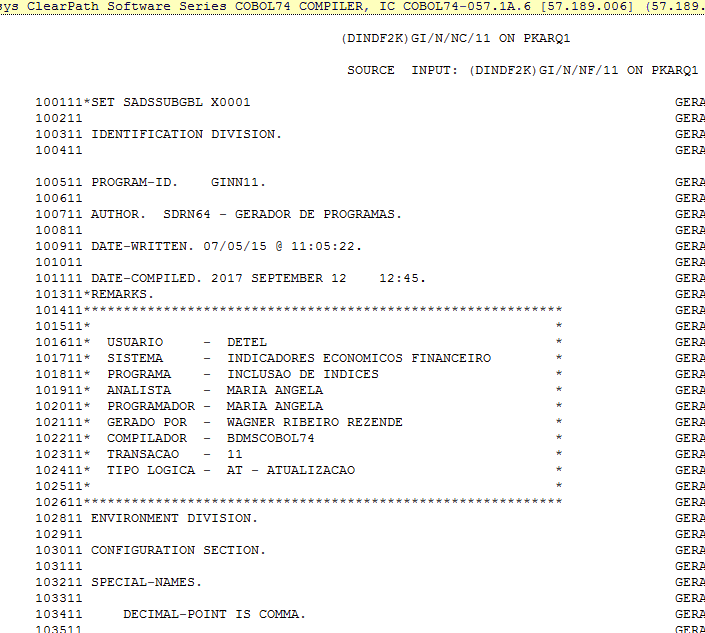 sys ClearPath Software Series COBOL74 COMPILER, IC COBOL74-057.1A.6 [57.189.006] (57.189.
(DINDF2K)GI/N/NC/11 ON PKARQ1
SOURCE  INPUT: (DINDF2K)GI/N/NF/11 ON PKARQ1
100111*SET SADSSUBGBL X0001 GERA
100211 GERA
100311 IDENTIFICATION DIVISION. GERA
100411 GERA
100511 PROGRAM-ID.    GINN11. GERA
100611 GERA
100711 AUTHOR.  SDRN64 - GERADOR DE PROGRAMAS. GERA
100811 GERA
100911 DATE-WRITTEN. 07/05/15 @ 11:05:22. GERA
101011 GERA
101111 DATE-COMPILED. 2017 SEPTEMBER 12    12:45. GERA
101311*REMARKS. GERA
101411************************************************************ GERA
101511*                                                          * GERA
101611*  USUARIO     -  DETEL                                    * GERA
101711*  SISTEMA     -  INDICADORES ECONOMICOS FINANCEIRO        * GERA
101811*  PROGRAMA    -  INCLUSAO DE INDICES                      * GERA
101911*  ANALISTA    -  MARIA ANGELA                             * GERA
102011*  PROGRAMADOR -  MARIA ANGELA                             * GERA
102111*  GERADO POR  -  WAGNER RIBEIRO REZENDE                   * GERA
102211*  COMPILADOR  -  BDMSCOBOL74                              * GERA
102311*  TRANSACAO   -  11                                       * GERA
102411*  TIPO LOGICA -  AT - ATUALIZACAO                         * GERA
102511*                                                          * GERA
102611************************************************************ GERA
102811 ENVIRONMENT DIVISION. GERA
102911 GERA
103011 CONFIGURATION SECTION. GERA
103111 GERA
103211 SPECIAL-NAMES. GERA
103311 GERA
103411     DECIMAL-POINT IS COMMA. GERA
103511 GERA